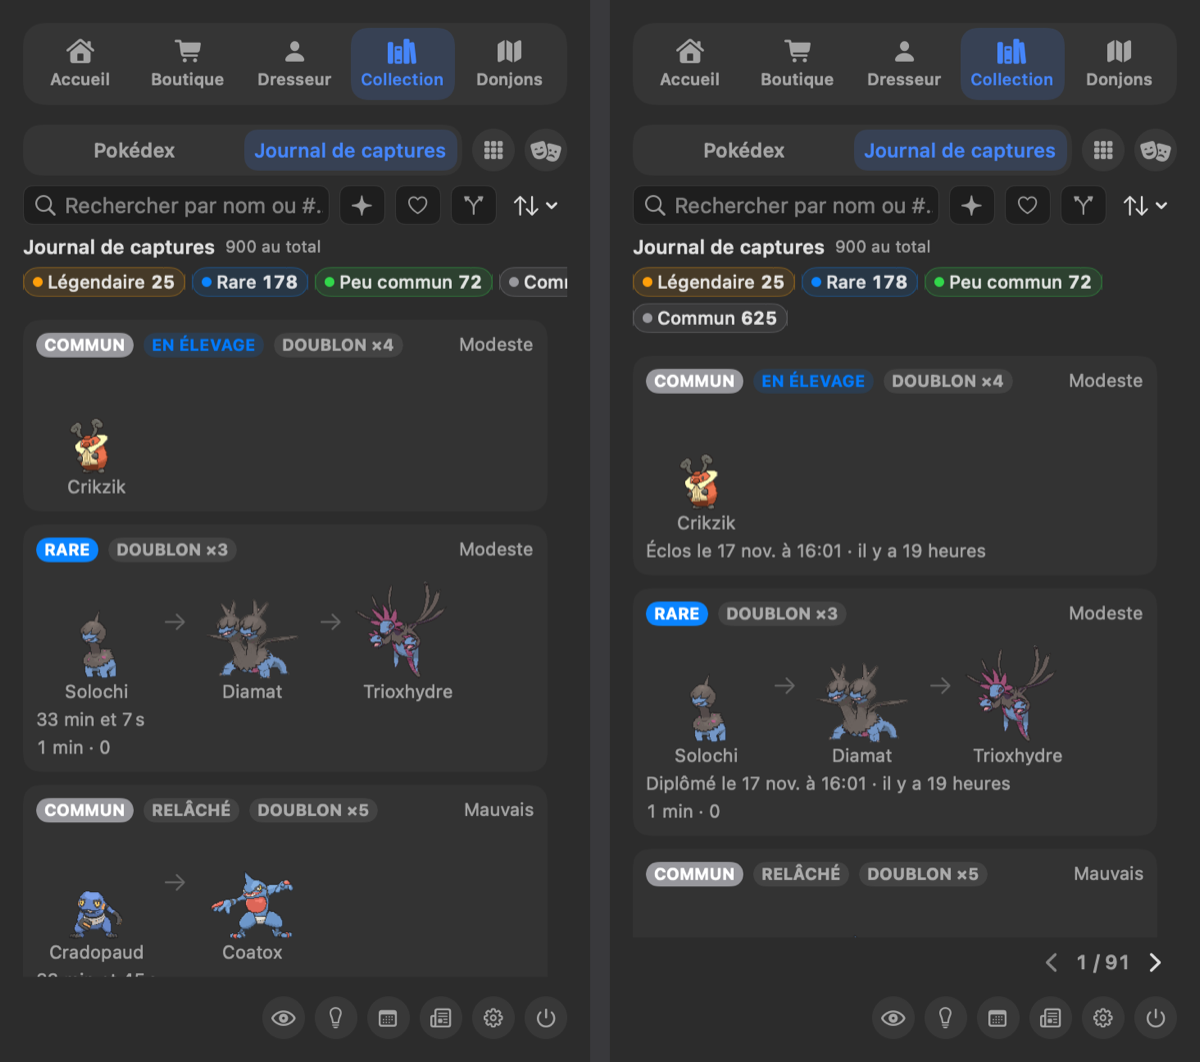 Accueil Boutique Dresseur Collection Donjons
Pokédex Journal de captures
Rechercher par nom ou #.
Journal de captures 900 au total
Légendaire 25 Rare 178 Peu commun 72 Com
COMMUN EN ÉLEVAGE DOUBLON ×4 Modeste
Crikzik
RARE DOUBLON ×3 Modeste
Solochi Diamat Trioxhydre
33 min et 7 s
1 min · 0
COMMUN RELÂCHÉ DOUBLON ×5 Mauvais
Cradopaud Coatox
Accueil Boutique Dresseur Collection Donjons
Pokédex Journal de captures
Rechercher par nom ou #.
Journal de captures 900 au total
Légendaire 25 Rare 178 Peu commun 72
Commun 625
COMMUN EN ÉLEVAGE DOUBLON ×4 Modeste
Crikzik
Éclos le 17 nov. à 16:01 · il y a 19 heures
RARE DOUBLON ×3 Modeste
Solochi Diamat Trioxhydre
Diplômé le 17 nov. à 16:01 · il y a 19 heures
1 min · 0
COMMUN RELÂCHÉ DOUBLON ×5 Mauvais
1 / 91